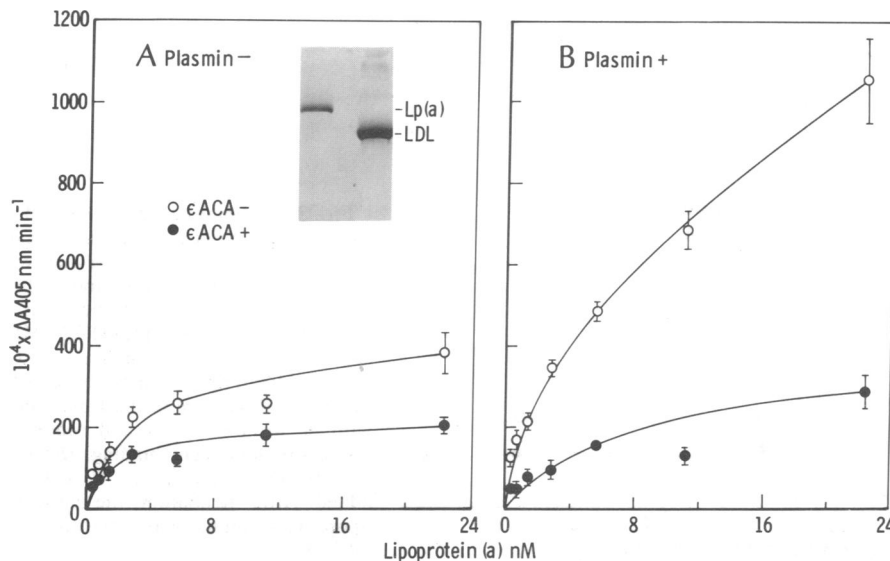 1200
1000
800
600
400
200
0
10⁴x ΔA405 nm min⁻¹
A Plasmin −
-Lp(a)
-LDL
ϵACA −
ϵACA +
0 8 16 24
B Plasmin +
0 8 16 24
Lipoprotein (a) nM